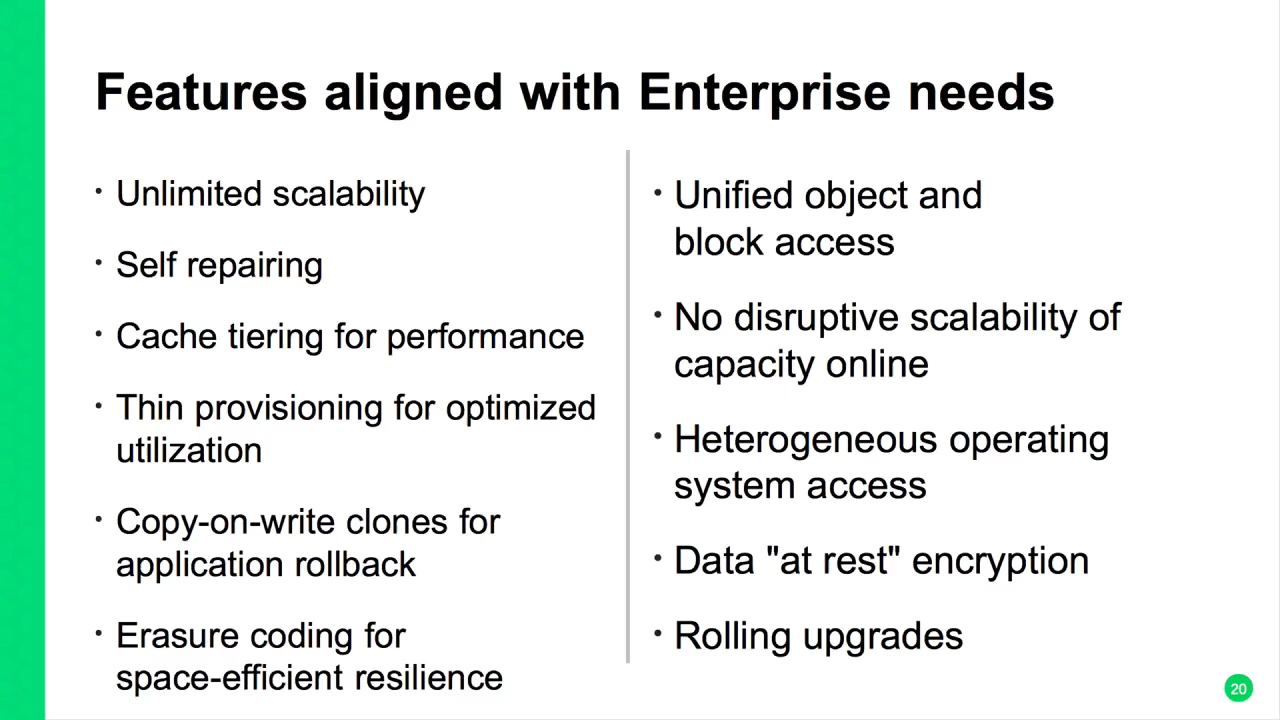 Features aligned with Enterprise needs
• Unlimited scalability
• Self repairing
• Cache tiering for performance
• Thin provisioning for optimized
utilization
• Copy-on-write clones for
application rollback
• Erasure coding for
space-efficient resilience
• Unified object and
block access
• No disruptive scalability of
capacity online
• Heterogeneous operating
system access
• Data "at rest" encryption
• Rolling upgrades
20